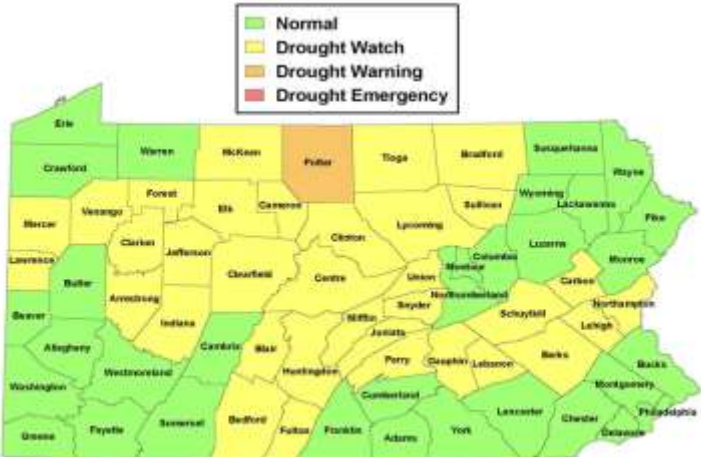 Normal
Drought Watch
Drought Warning
Drought Emergency
Erie
Warren
McKean
Potter
Tioga
Bradford
Susquehanna
Wayne
Crawford
Forest
Elk
Cameron
Sullivan
Wyoming
Lackawanna
Pike
Mercer
Venango
Clarion
Jefferson
Clinton
Lycoming
Luzerne
Monroe
Lawrence
Butler
Clearfield
Centre
Union
Montour
Columbia
Carbon
Armstrong
Snyder
Northumberland
Northampton
Beaver
Indiana
Mifflin
Juniata
Schuylkill
Lehigh
Allegheny
Cambria
Blair
Huntingdon
Perry
Dauphin
Lebanon
Berks
Bucks
Washington
Westmoreland
Cumberland
Montgomery
Greene
Fayette
Somerset
Bedford
Fulton
Franklin
Adams
York
Lancaster
Chester
Delaware
Philadelphia